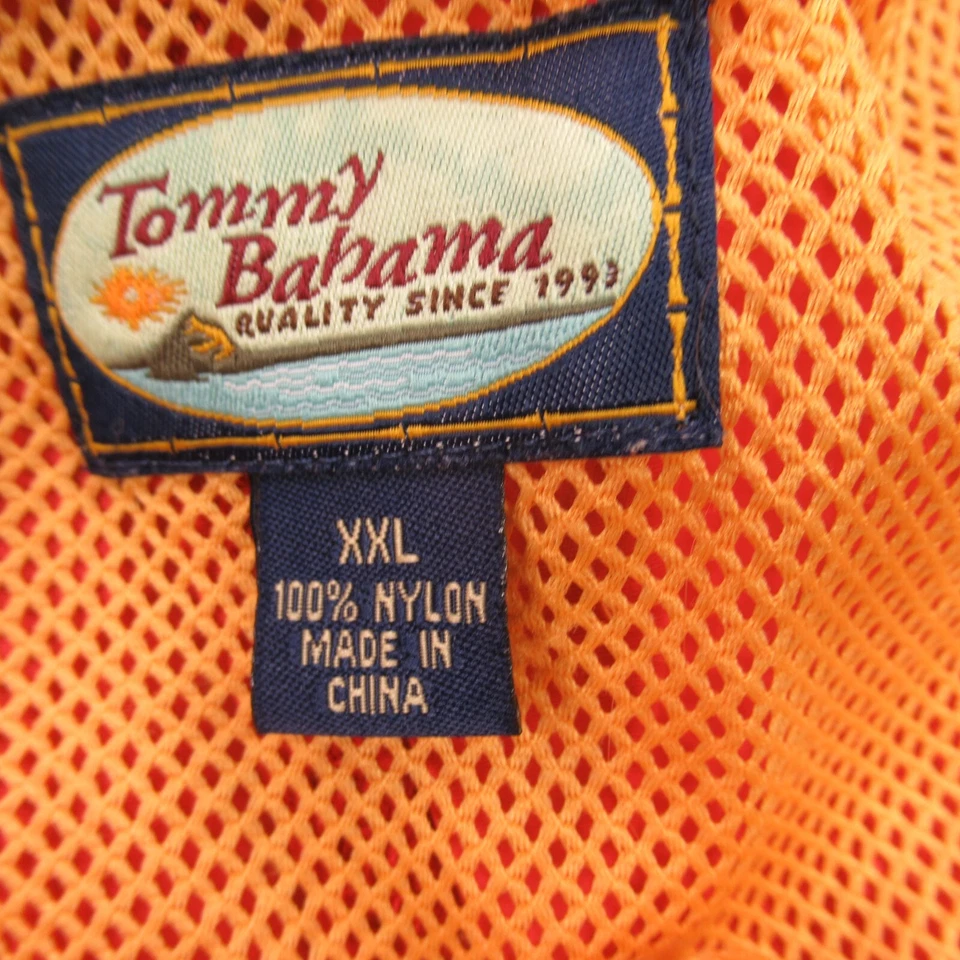 Tommy
Bahama
QUALITY SINCE 1993
XXL
100% NYLON
MADE IN
CHINA